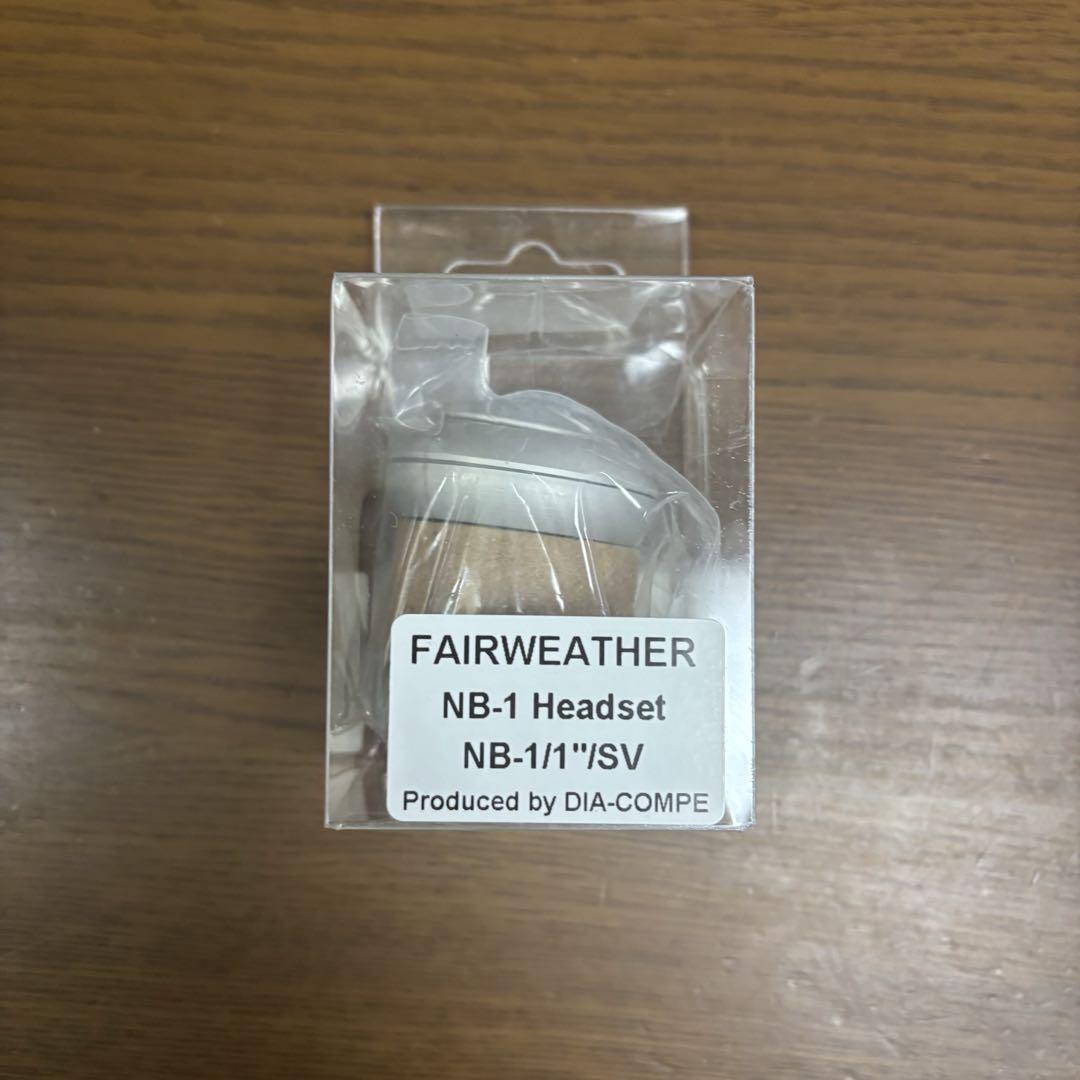 FAIRWEATHER
NB-1 Headset
NB-1/1"/SV
Produced by DIA-COMPE